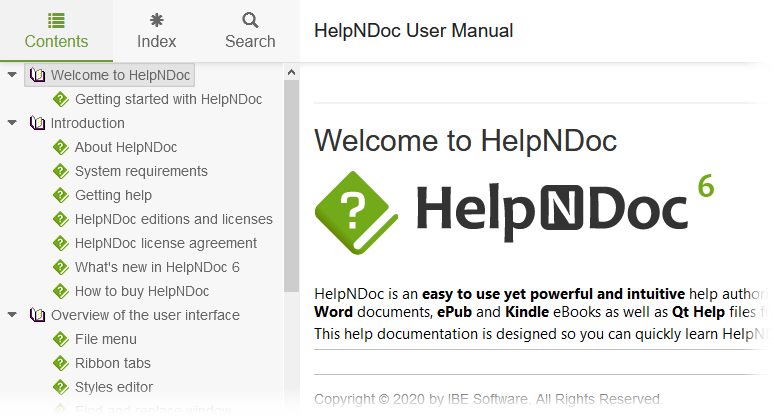 Contents
Index
Search
Welcome to HelpNDoc
Getting started with HelpNDoc
Introduction
About HelpNDoc
System requirements
Getting help
HelpNDoc editions and licenses
HelpNDoc license agreement
What's new in HelpNDoc 6
How to buy HelpNDoc
Overview of the user interface
File menu
Ribbon tabs
Styles editor
Find and replace window
HelpNDoc User Manual
Welcome to HelpNDoc
HelpNDoc 6
HelpNDoc is an easy to use yet powerful and intuitive help author
Word documents, ePub and Kindle eBooks as well as Qt Help files f
This help documentation is designed so you can quickly learn HelpN
Copyright © 2020 by IBE Software. All Rights Reserved.